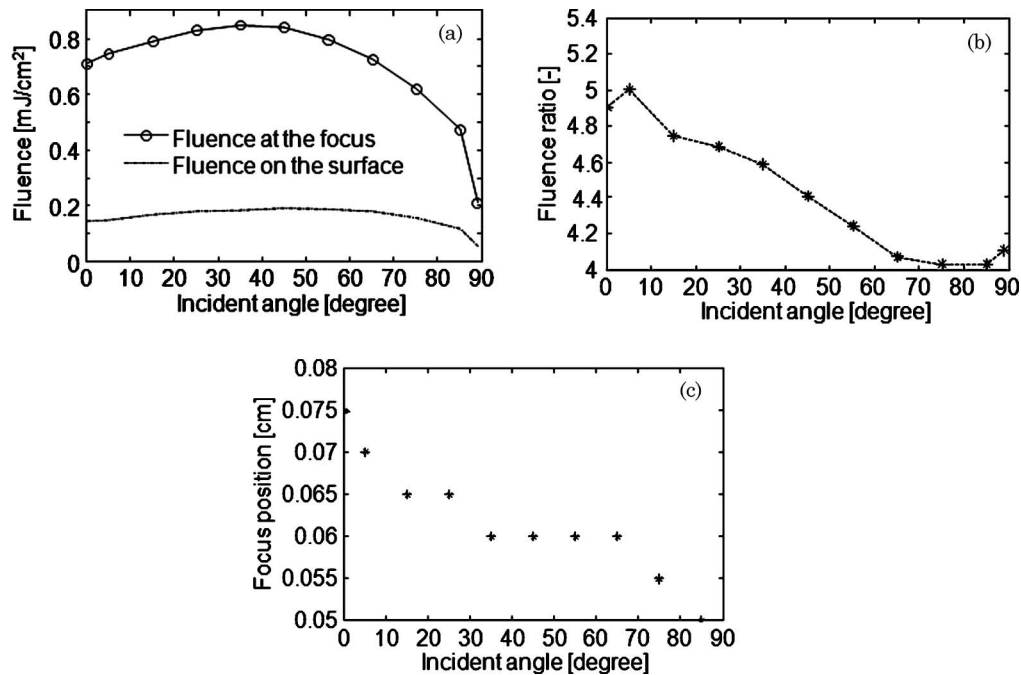 (a)
Fluence [mJ/cm²]
0.8
0.6
0.4
0.2
0
Fluence at the focus
Fluence on the surface
0 10 20 30 40 50 60 70 80 90
Incident angle [degree]
(b)
Fluence ratio [-]
5.4
5.2
5
4.8
4.6
4.4
4.2
4
0 10 20 30 40 50 60 70 80 90
Incident angle [degree]
(c)
Focus position [cm]
0.08
0.075
0.07
0.065
0.06
0.055
0.05
0 10 20 30 40 50 60 70 80 90
Incident angle [degree]